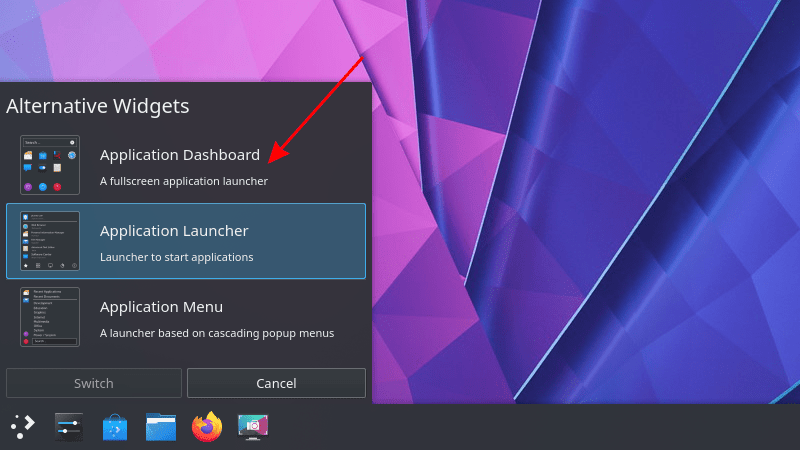 Alternative Widgets
Application Dashboard
A fullscreen application launcher
Application Launcher
Launcher to start applications
Application Menu
A launcher based on cascading popup menus
Switch
Cancel